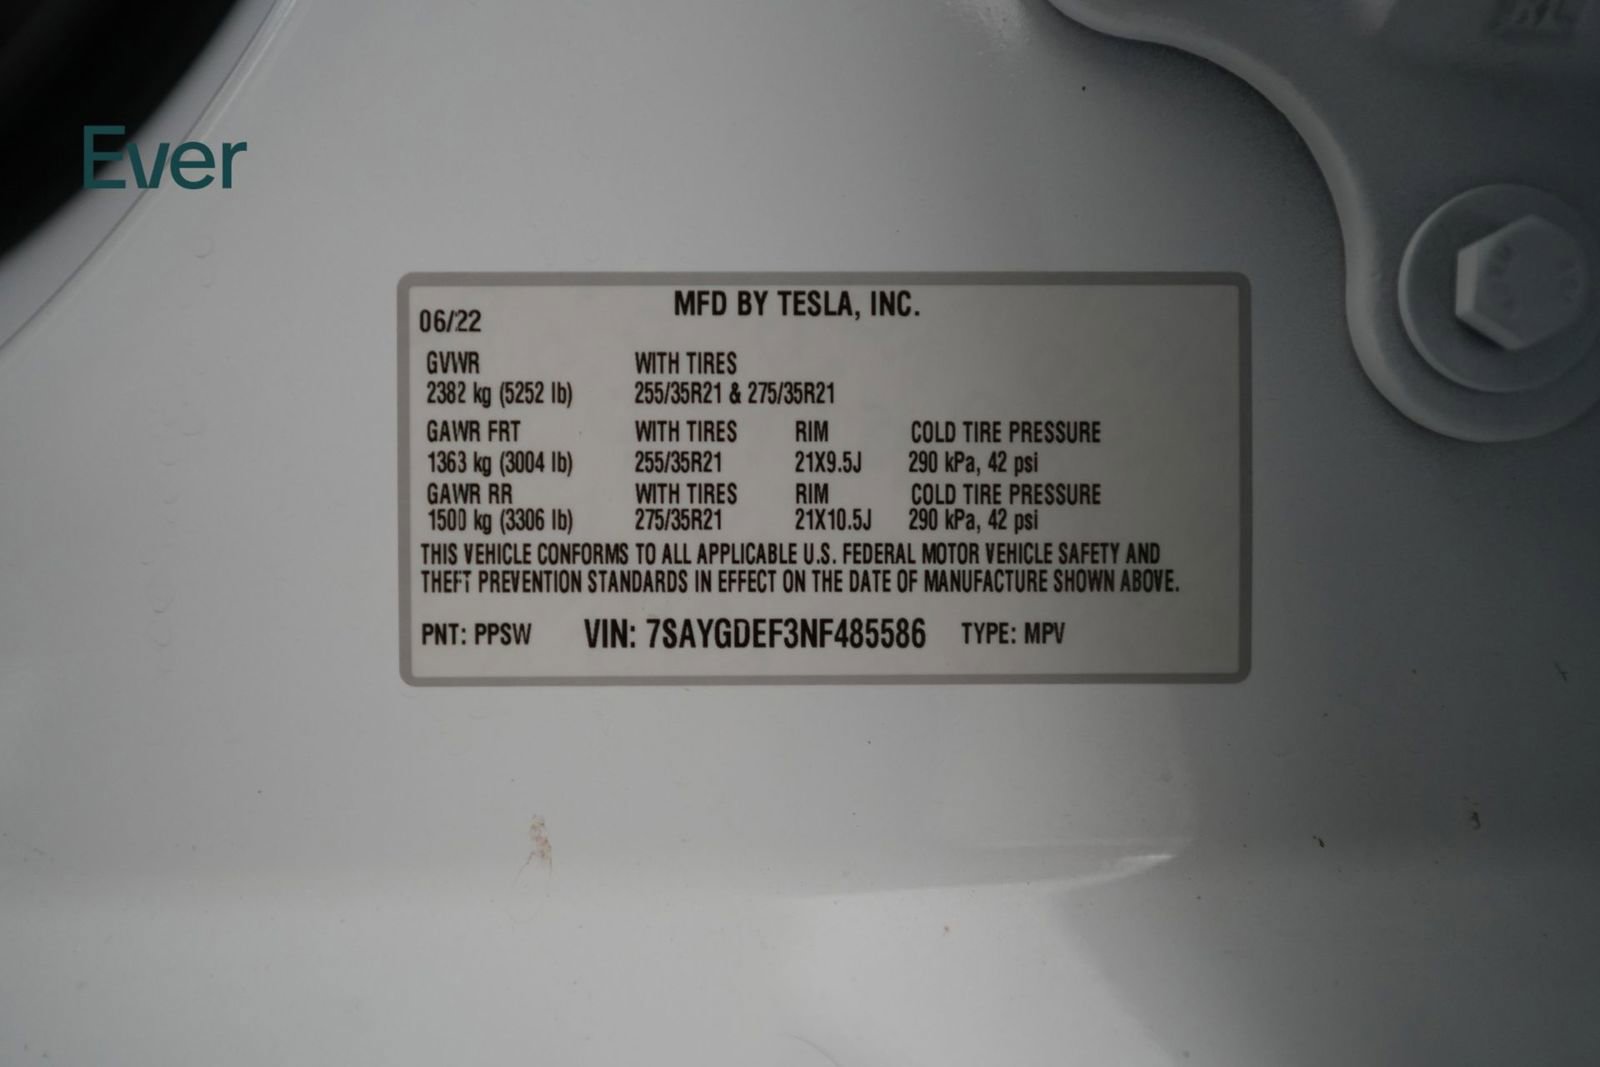 Ever
MFD BY TESLA, INC.
06/22
GVWR WITH TIRES
2382 kg (5252 lb) 255/35R21 & 275/35R21
GAWR FRT WITH TIRES RIM COLD TIRE PRESSURE
1363 kg (3004 lb) 255/35R21 21X9.5J 290 kPa, 42 psi
GAWR RR WITH TIRES RIM COLD TIRE PRESSURE
1500 kg (3306 lb) 275/35R21 21X10.5J 290 kPa, 42 psi
THIS VEHICLE CONFORMS TO ALL APPLICABLE U.S. FEDERAL MOTOR VEHICLE SAFETY AND
THEFT PREVENTION STANDARDS IN EFFECT ON THE DATE OF MANUFACTURE SHOWN ABOVE.
PNT: PPSW VIN: 7SAYGDEF3NF485586 TYPE: MPV